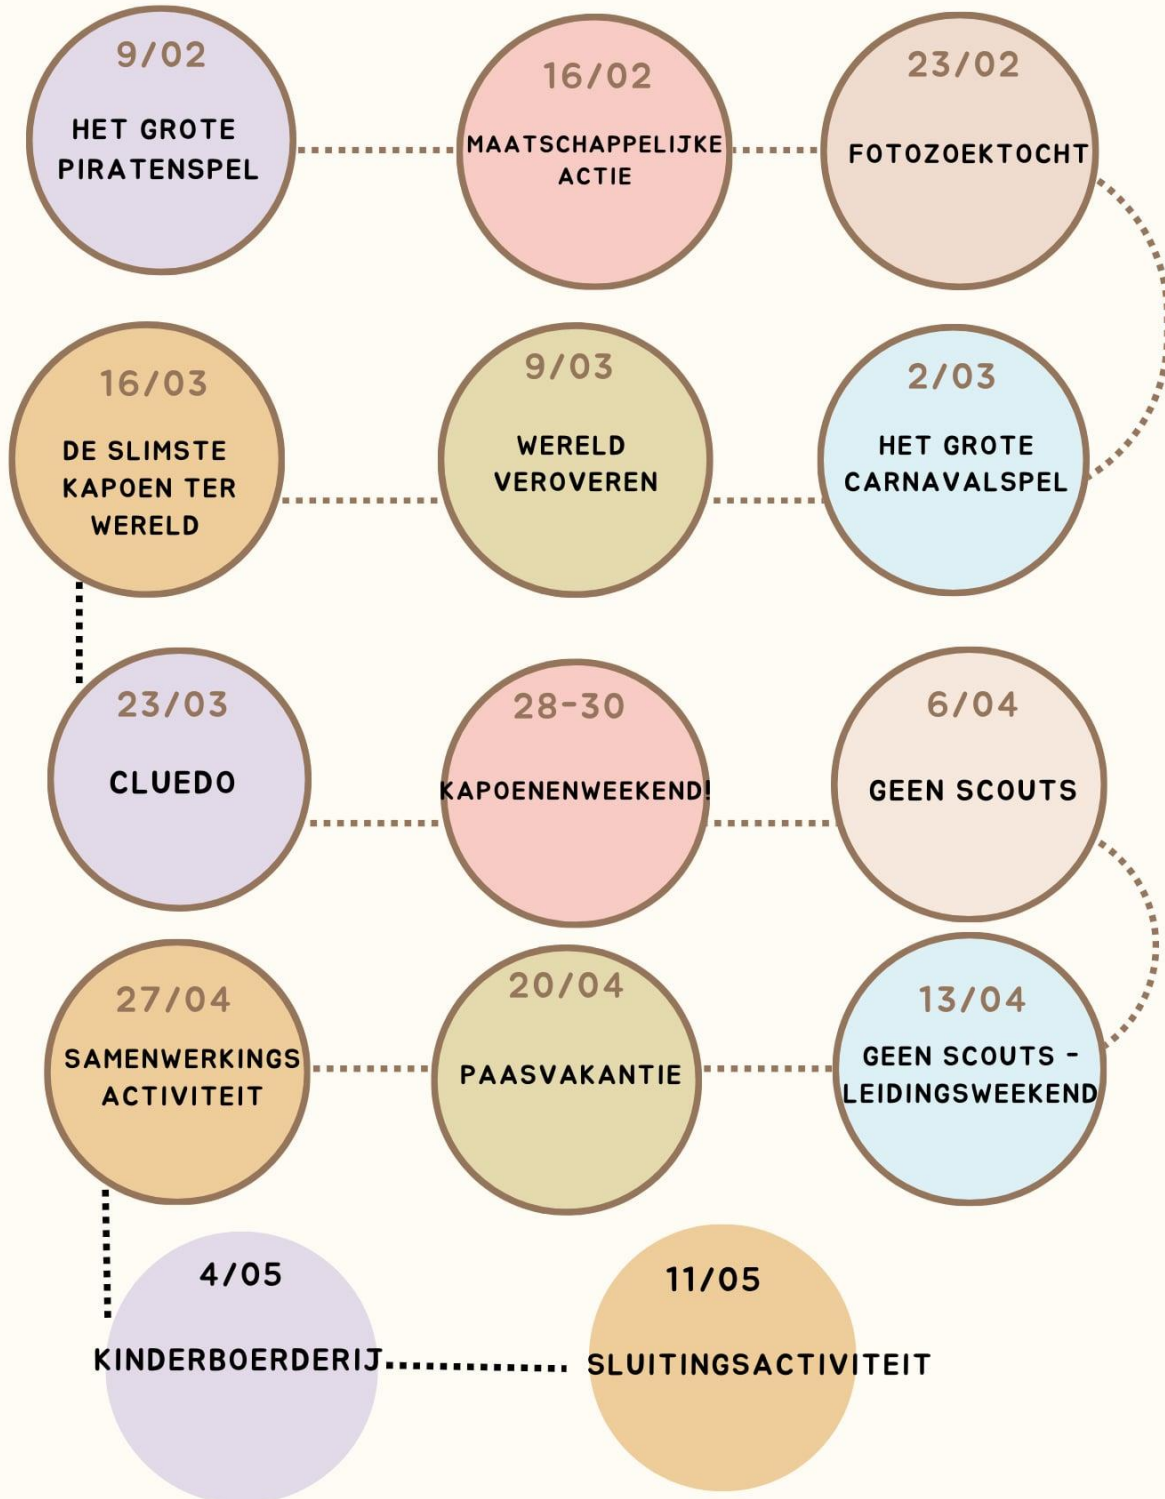 9/02
HET GROTE
PIRATENSPEL
16/02
MAATSCHAPPELIJKE
ACTIE
23/02
FOTOZOEKTOCHT
2/03
HET GROTE
CARNAVALSPEL
9/03
WERELD
VEROVEREN
16/03
DE SLIMSTE
KAPOEN TER
WERELD
23/03
CLUEDO
28-30
KAPOENENWEEKEND!
6/04
GEEN SCOUTS
13/04
GEEN SCOUTS -
LEIDINGSWEEKEND
20/04
PAASVAKANTIE
27/04
SAMENWERKINGS
ACTIVITEIT
4/05
KINDERBOERDERIJ
11/05
SLUITINGSACTIVITEIT